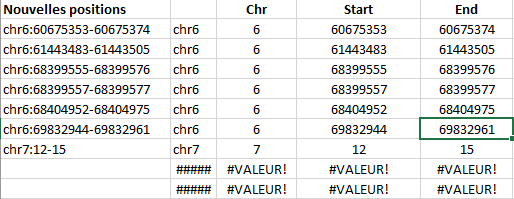 Nouvelles positions Chr Start End
chr6:60675353-60675374 chr6 6 60675353 60675374
chr6:61443483-61443505 chr6 6 61443483 61443505
chr6:68399555-68399576 chr6 6 68399555 68399576
chr6:68399557-68399577 chr6 6 68399557 68399577
chr6:68404952-68404975 chr6 6 68404952 68404975
chr6:69832944-69832961 chr6 6 69832944 69832961
chr7:12-15 chr7 7 12 15
##### #VALEUR! #VALEUR! #VALEUR!
##### #VALEUR! #VALEUR! #VALEUR!